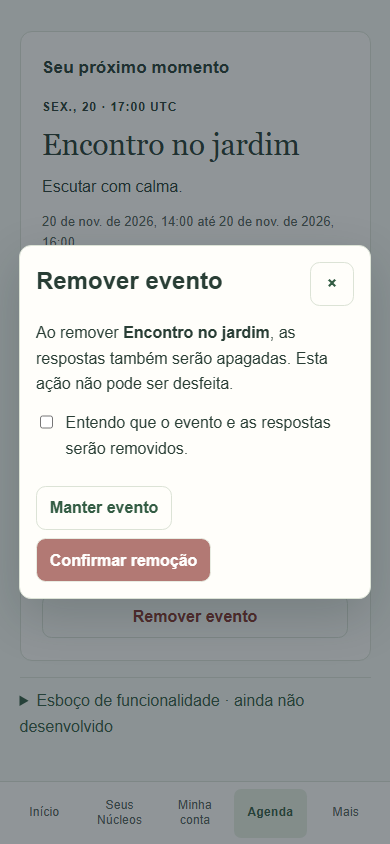 Seu próximo momento
SEX., 20 · 17:00 UTC
Encontro no jardim
Escutar com calma.
20 de nov. de 2026, 14:00 até 20 de nov. de 2026,
16:00
Remover evento
×
Ao remover Encontro no jardim, as
respostas também serão apagadas. Esta
ação não pode ser desfeita.
Entendo que o evento e as respostas
serão removidos.
Manter evento
Confirmar remoção
Remover evento
▶ Esboço de funcionalidade · ainda não
desenvolvido
Início
Seus
Núcleos
Minha
conta
Agenda
Mais